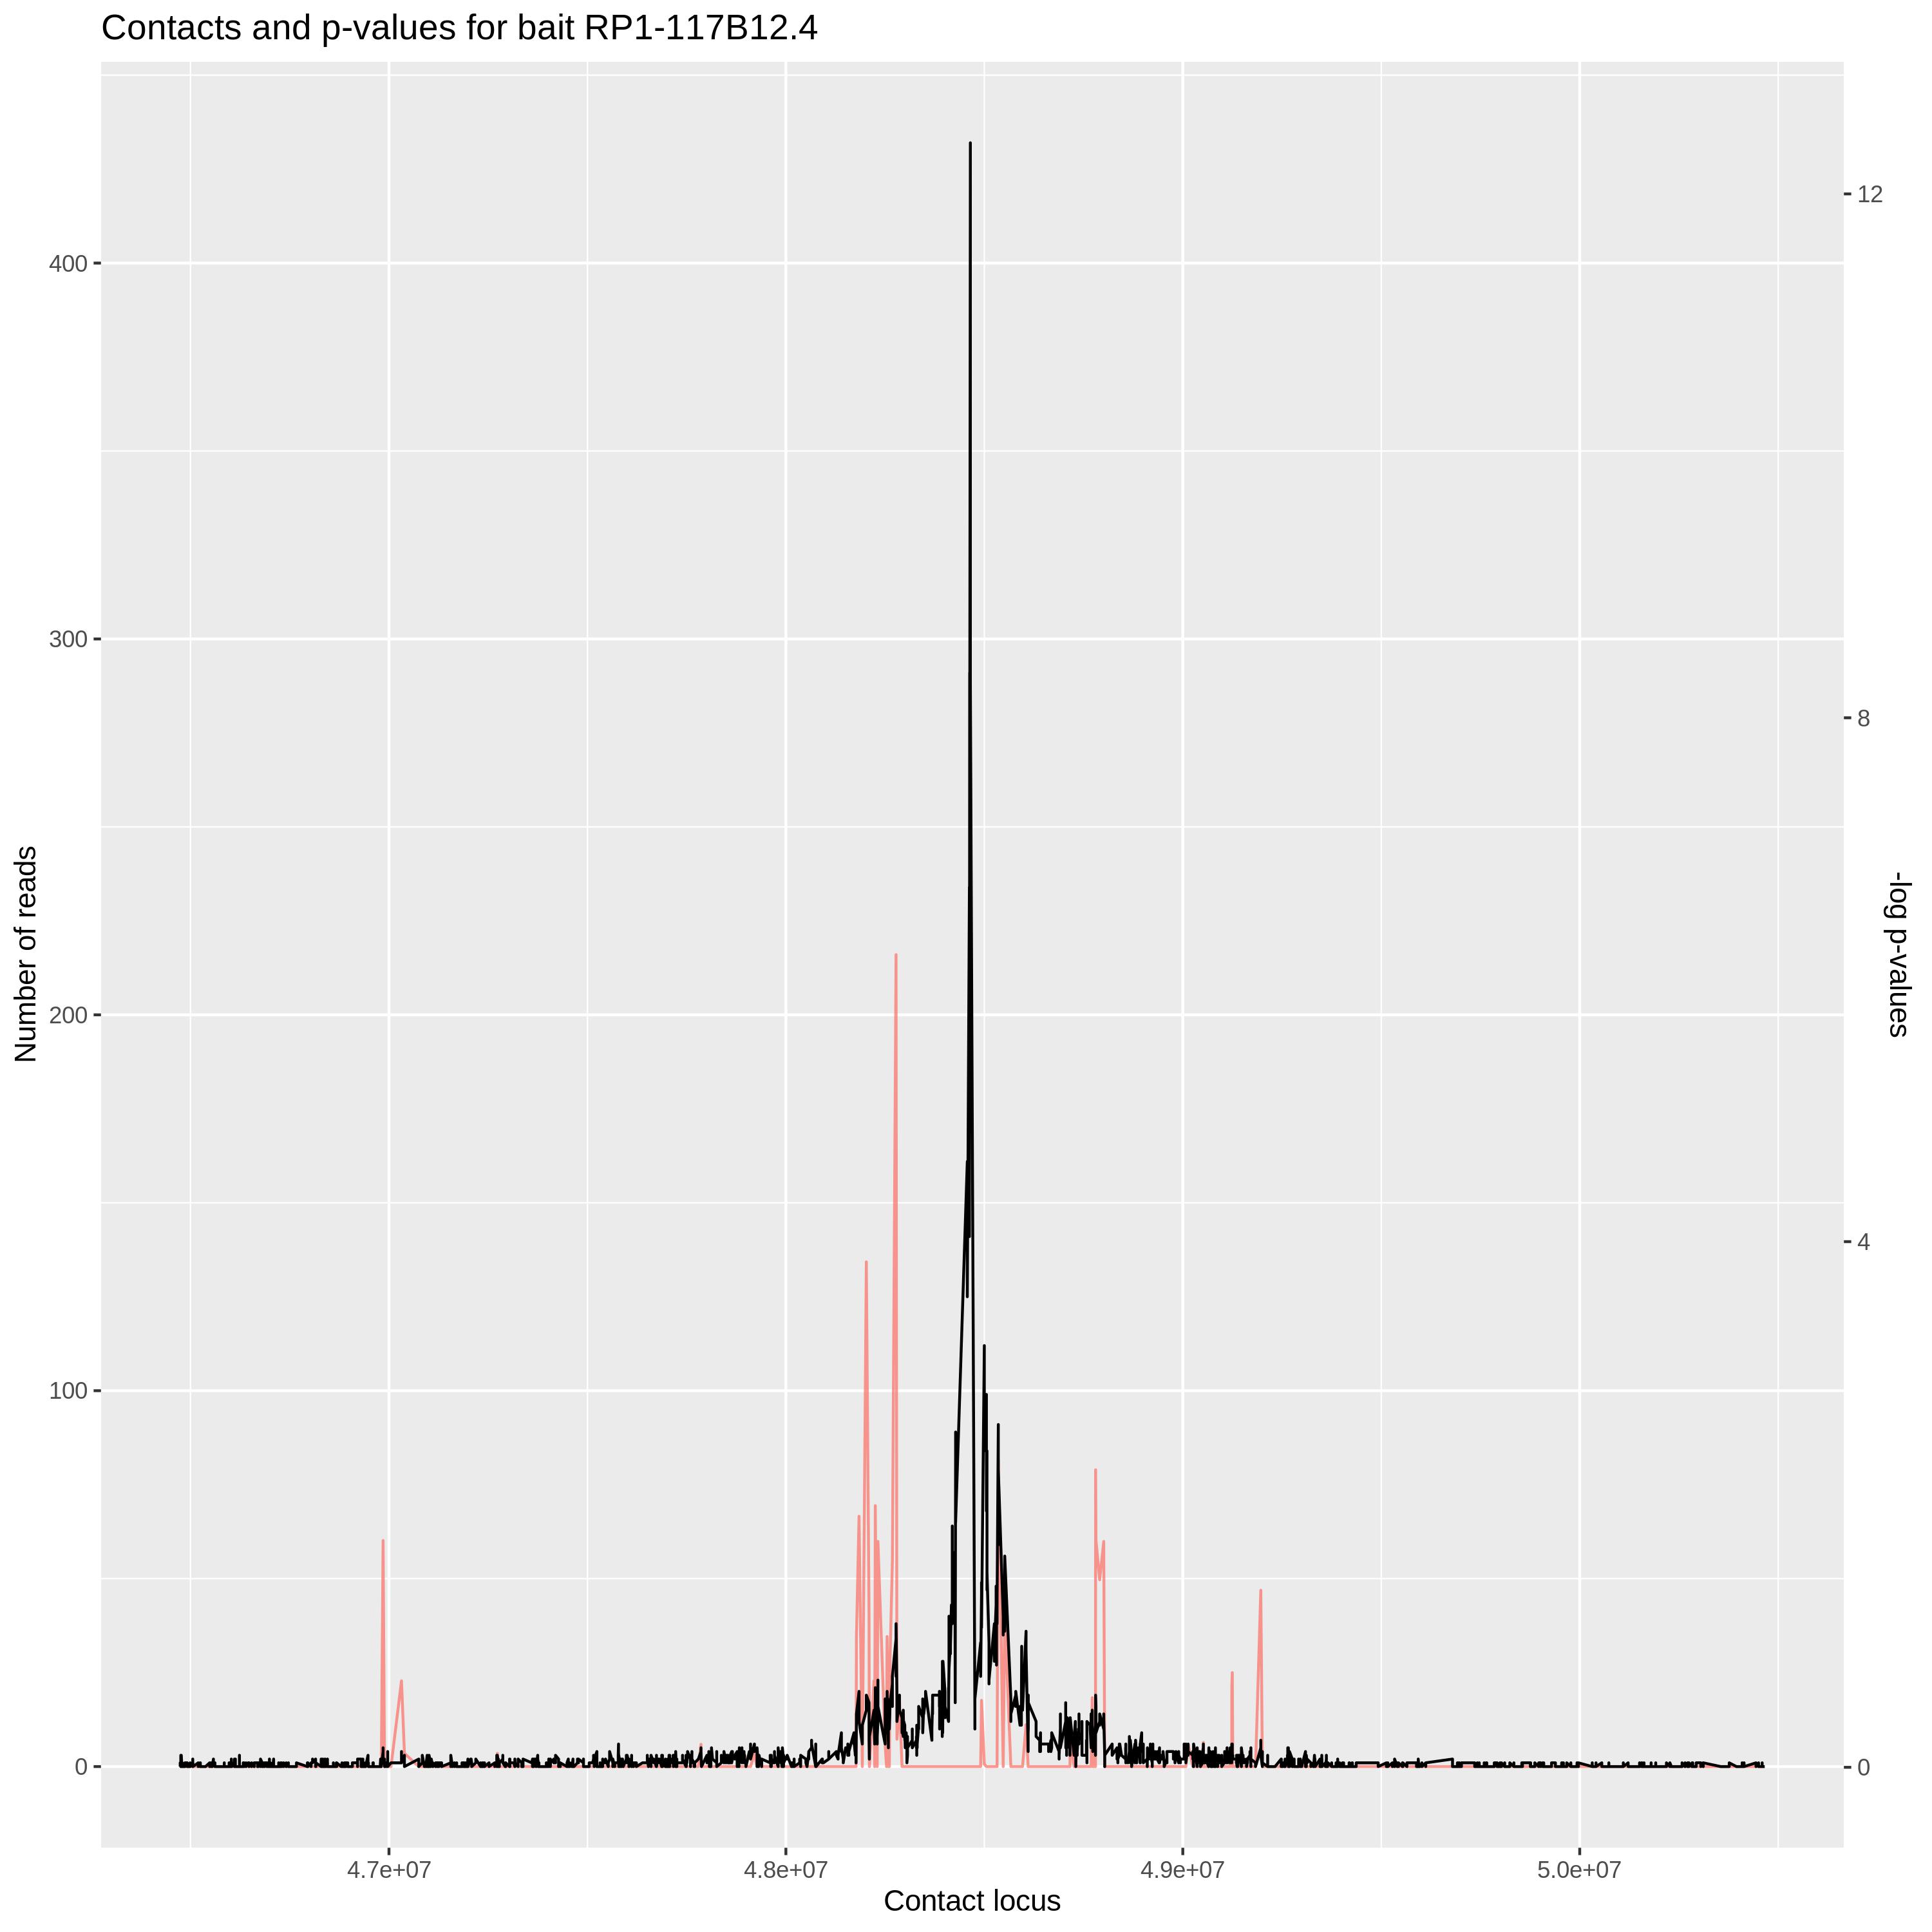 Contacts and p-values for bait RP1-117B12.4
400
300
200
100
0
Number of reads
12
8
4
0
-log p-values
4.7e+07
4.8e+07
4.9e+07
5.0e+07
Contact locus